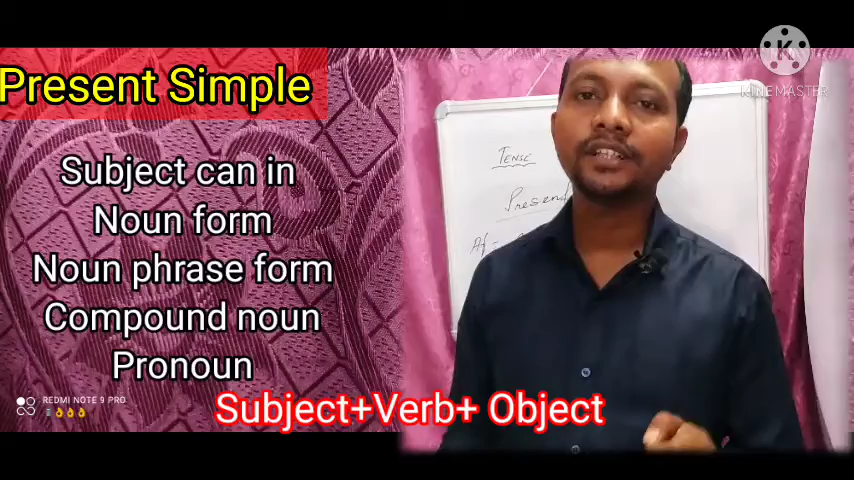 Present Simple
KINEMASTER
Subject can in
Noun form
Noun phrase form
Compound noun
Pronoun
TENSE
Present
Af =
Subject+Verb+ Object
REDMI NOTE 9 PRO